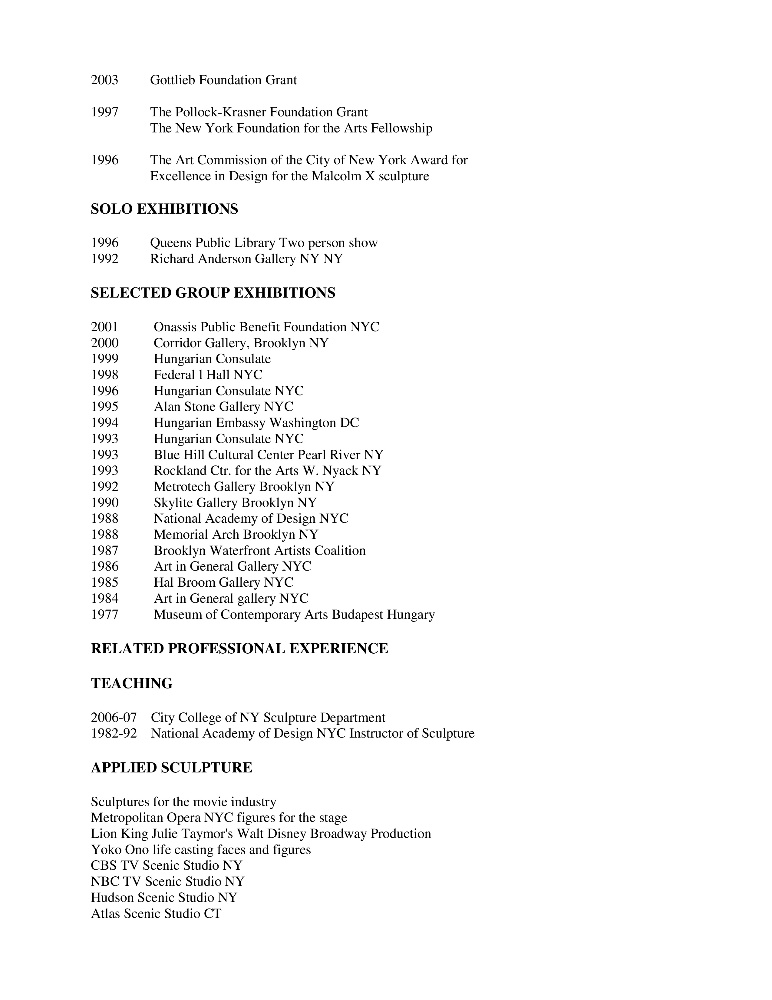 2003 Gottlieb Foundation Grant
1997 The Pollock-Krasner Foundation Grant
The New York Foundation for the Arts Fellowship
1996 The Art Commission of the City of New York Award for
Excellence in Design for the Malcolm X sculpture
SOLO EXHIBITIONS
1996 Queens Public Library Two person show
1992 Richard Anderson Gallery NY NY
SELECTED GROUP EXHIBITIONS
2001 Onassis Public Benefit Foundation NYC
2000 Corridor Gallery, Brooklyn NY
1999 Hungarian Consulate
1998 Federal l Hall NYC
1996 Hungarian Consulate NYC
1995 Alan Stone Gallery NYC
1994 Hungarian Embassy Washington DC
1993 Hungarian Consulate NYC
1993 Blue Hill Cultural Center Pearl River NY
1993 Rockland Ctr. for the Arts W. Nyack NY
1992 Metrotech Gallery Brooklyn NY
1990 Skylite Gallery Brooklyn NY
1988 National Academy of Design NYC
1988 Memorial Arch Brooklyn NY
1987 Brooklyn Waterfront Artists Coalition
1986 Art in General Gallery NYC
1985 Hal Broom Gallery NYC
1984 Art in General gallery NYC
1977 Museum of Contemporary Arts Budapest Hungary
RELATED PROFESSIONAL EXPERIENCE
TEACHING
2006-07 City College of NY Sculpture Department
1982-92 National Academy of Design NYC Instructor of Sculpture
APPLIED SCULPTURE
Sculptures for the movie industry
Metropolitan Opera NYC figures for the stage
Lion King Julie Taymor's Walt Disney Broadway Production
Yoko Ono life casting faces and figures
CBS TV Scenic Studio NY
NBC TV Scenic Studio NY
Hudson Scenic Studio NY
Atlas Scenic Studio CT